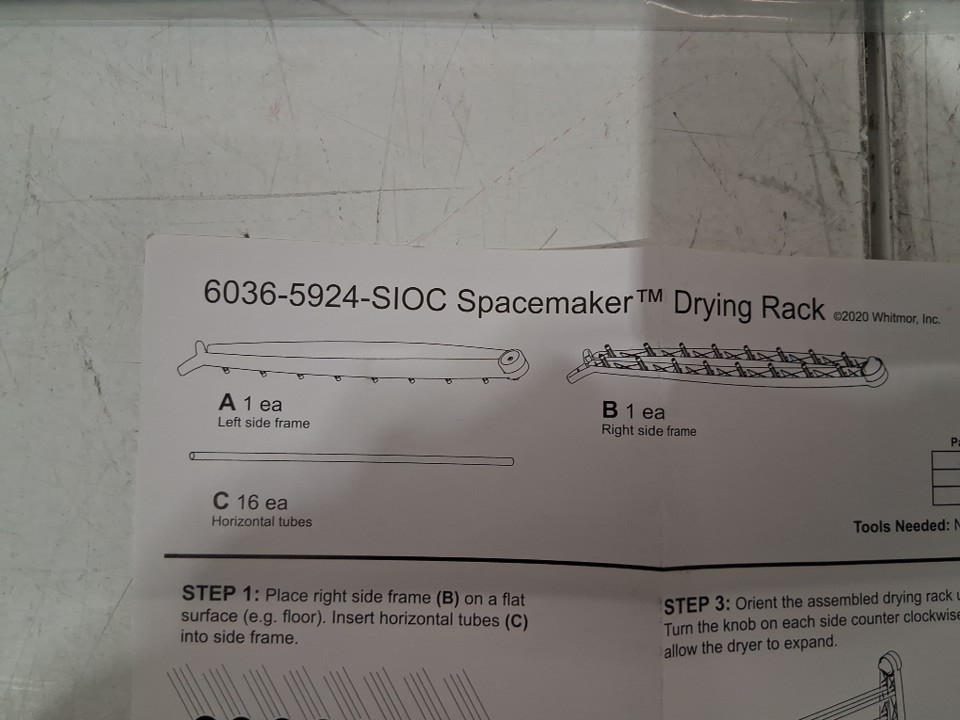 6036-5924-SIOC Spacemaker™ Drying Rack ©2020 Whitmor, Inc.
A 1 ea
Left side frame
B 1 ea
Right side frame
C 16 ea
Horizontal tubes
Tools Needed:
STEP 1: Place right side frame (B) on a flat
surface (e.g. floor). Insert horizontal tubes (C)
into side frame.
STEP 3: Orient the assembled drying rack
Turn the knob on each side counter clockwise
allow the dryer to expand.